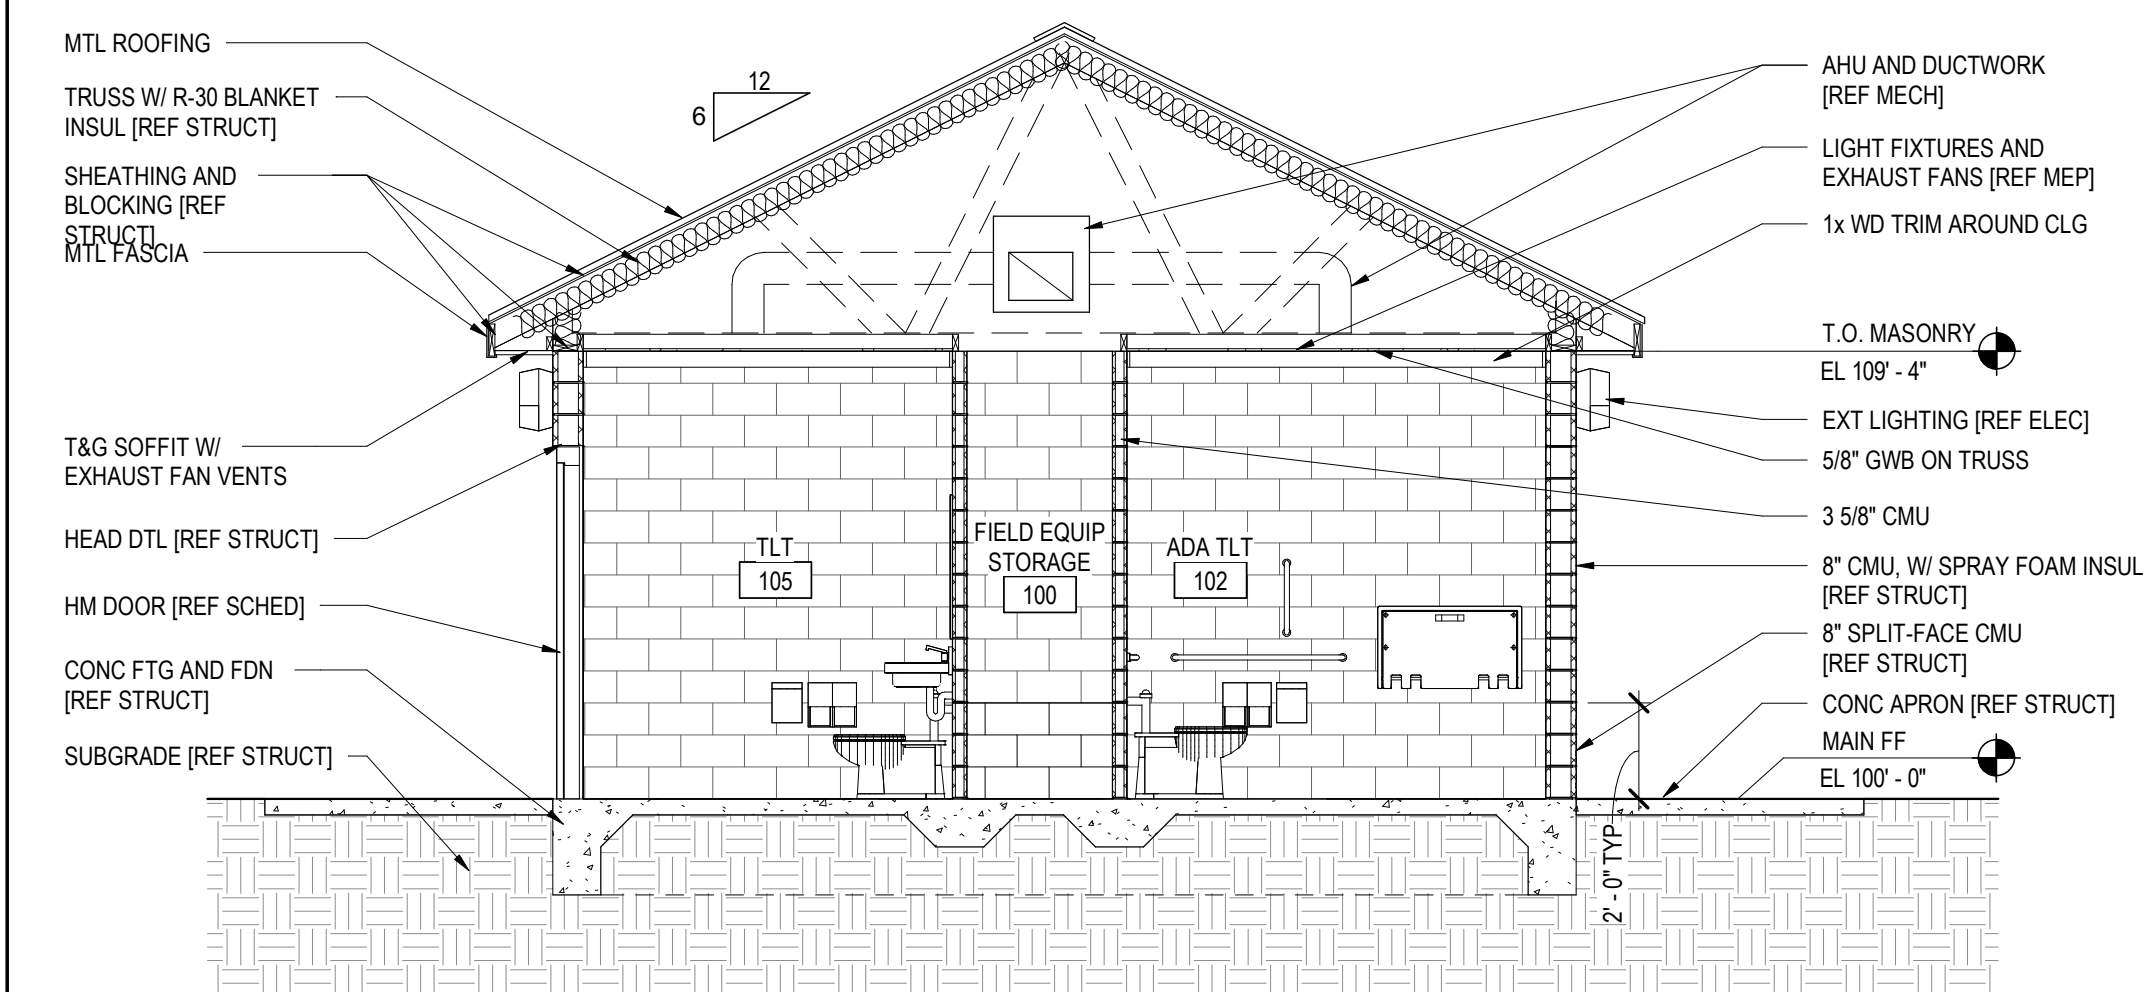 MTL ROOFING
TRUSS W/ R-30 BLANKET
INSUL [REF STRUCT]
SHEATHING AND
BLOCKING [REF
STRUCT]
MTL FASCIA
T&G SOFFIT W/
EXHAUST FAN VENTS
HEAD DTL [REF STRUCT]
HM DOOR [REF SCHED]
CONC FTG AND FDN
[REF STRUCT]
SUBGRADE [REF STRUCT]
12
6
TLT
105
FIELD EQUIP
STORAGE
100
ADA TLT
102
AHU AND DUCTWORK
[REF MECH]
LIGHT FIXTURES AND
EXHAUST FANS [REF MEP]
1x WD TRIM AROUND CLG
T.O. MASONRY
EL 109' - 4"
EXT LIGHTING [REF ELEC]
5/8" GWB ON TRUSS
3 5/8" CMU
8" CMU, W/ SPRAY FOAM INSUL
[REF STRUCT]
8" SPLIT-FACE CMU
[REF STRUCT]
CONC APRON [REF STRUCT]
MAIN FF
EL 100' - 0"
2' - 0" TYP